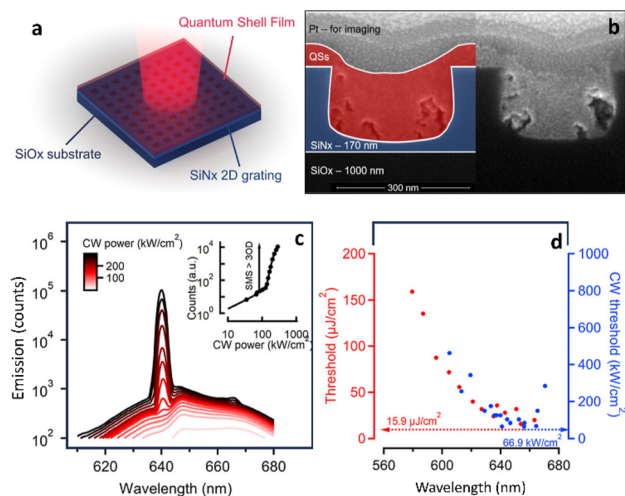 a
Quantum Shell Film
SiOx substrate
SiNx 2D grating
b
Pt – for imaging
QSs
SiNx – 170 nm
SiOx – 1000 nm
300 nm
c
CW power (kW/cm²)
200
100
Emission (counts)
10⁶
10⁵
10⁴
10³
10²
620 640 660 680
Wavelength (nm)
Counts (a.u.)
10⁴
10²
10⁰
SMS > 3OD
10 100 1000
CW power (kW/cm²)
d
Threshold (µJ/cm²)
200
150
100
50
0
CW threshold (kW/cm²)
1000
800
600
400
200
0
15.9 µJ/cm²
66.9 kW/cm²
560 600 640 680
Wavelength (nm)